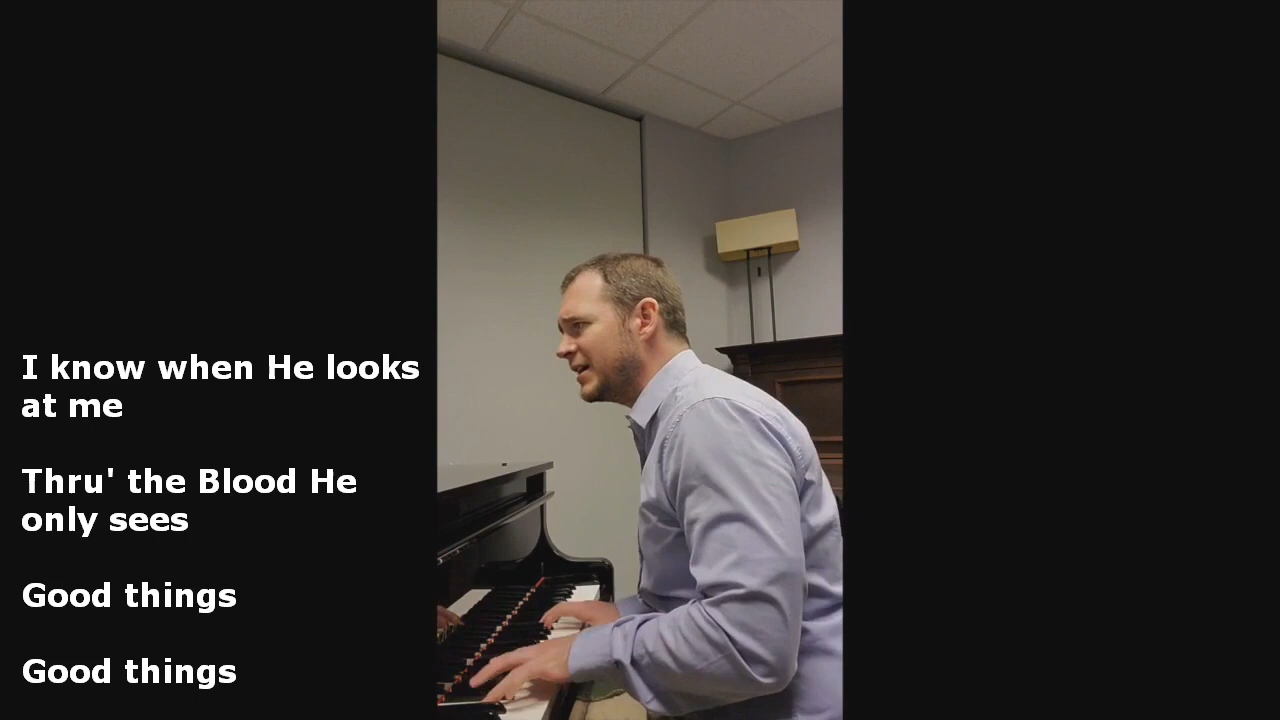 I know when He looks
at me
Thru' the Blood He
only sees
Good things
Good things